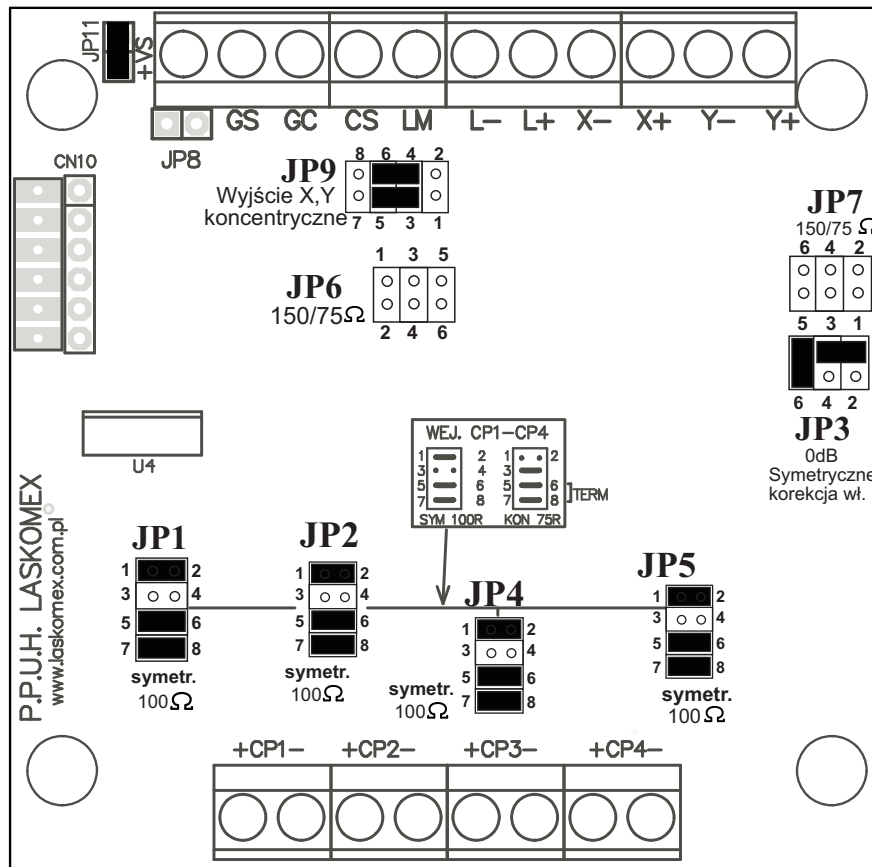 JP11
+VS
GS GC CS LM L- L+ X- X+ Y- Y+
JP8
CN10
JP9
Wyjście X,Y
koncentryczne
8 6 4 2
7 5 3 1
JP7
150/75 Ω
6 4 2
5 3 1
JP6
150/75Ω
1 3 5
2 4 6
6 4 2
JP3
0dB
Symetryczne
korekcja wł.
U4
WEJ. CP1-CP4
1 2 1 2
3 4 3
5 6 5 6
7 8 7 8
TERM
SYM 100R KON 75R
P.P.U.H. LASKOMEX
www.laskomex.com.pl
JP1
1 2
3 4
5 6
7 8
symetr.
100Ω
JP2
1 2
3 4
5 6
7 8
symetr.
100Ω
JP4
1 2
3 4
5 6
7 8
symetr.
100Ω
JP5
1 2
3 4
5 6
7 8
symetr.
100Ω
+CP1- +CP2- +CP3- +CP4-